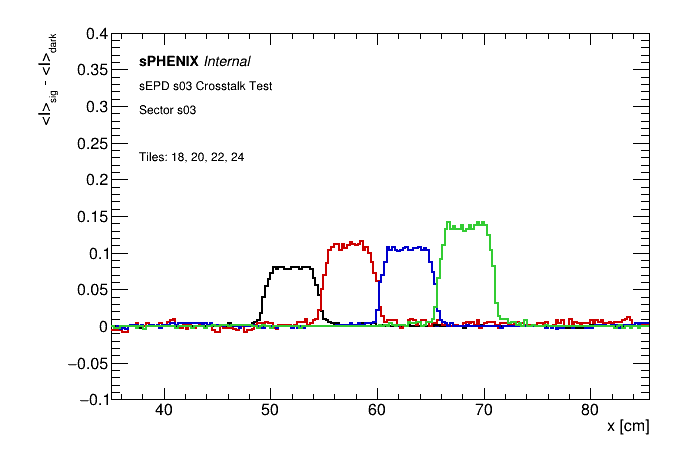 0.4
sPHENIX Internal
0.35
sEPD s03 Crosstalk Test
0.3
Sector s03
0.25
Tiles: 18, 20, 22, 24
0.2
0.15
0.1
0.05
0
−0.05
−0.1
40 50 60 70 80
x [cm]
<I>sig - <I>dark